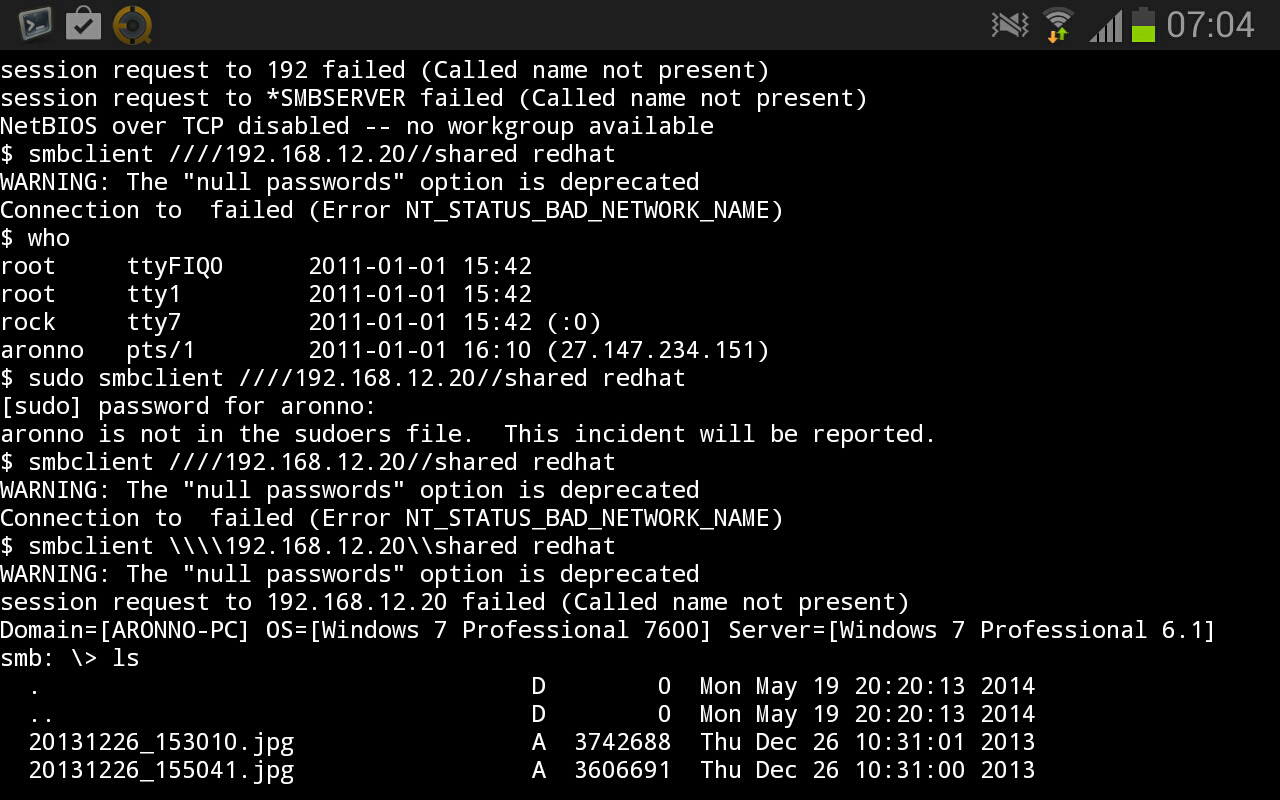 07:04
session request to 192 failed (Called name not present)
session request to *SMBSERVER failed (Called name not present)
NetBIOS over TCP disabled -- no workgroup available
$ smbclient ////192.168.12.20//shared redhat
WARNING: The "null passwords" option is deprecated
Connection to  failed (Error NT_STATUS_BAD_NETWORK_NAME)
$ who
root     ttyFIQ0      2011-01-01 15:42
root     tty1         2011-01-01 15:42
rock     tty7         2011-01-01 15:42 (:0)
aronno   pts/1        2011-01-01 16:10 (27.147.234.151)
$ sudo smbclient ////192.168.12.20//shared redhat
[sudo] password for aronno:
aronno is not in the sudoers file.  This incident will be reported.
$ smbclient ////192.168.12.20//shared redhat
WARNING: The "null passwords" option is deprecated
Connection to  failed (Error NT_STATUS_BAD_NETWORK_NAME)
$ smbclient \\\\192.168.12.20\\shared redhat
WARNING: The "null passwords" option is deprecated
session request to 192.168.12.20 failed (Called name not present)
Domain=[ARONNO-PC] OS=[Windows 7 Professional 7600] Server=[Windows 7 Professional 6.1]
smb: \> ls
  .                                   D        0  Mon May 19 20:20:13 2014
  ..                                  D        0  Mon May 19 20:20:13 2014
  20131226_153010.jpg                 A  3742688  Thu Dec 26 10:31:01 2013
  20131226_155041.jpg                 A  3606691  Thu Dec 26 10:31:00 2013